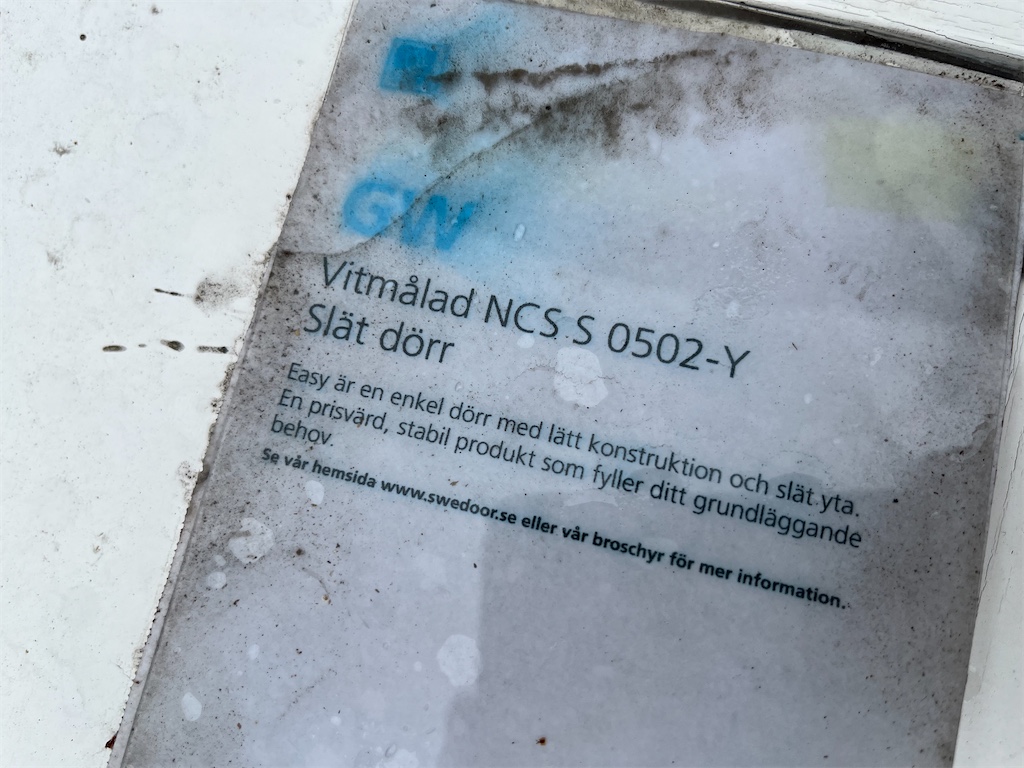 GW
Vitmålad NCS S 0502-Y
Slät dörr
Easy är en enkel dörr med lätt konstruktion och slät yta.
En prisvärd, stabil produkt som fyller ditt grundläggande
behov.
Se vår hemsida www.swedoor.se eller vår broschyr för mer information.